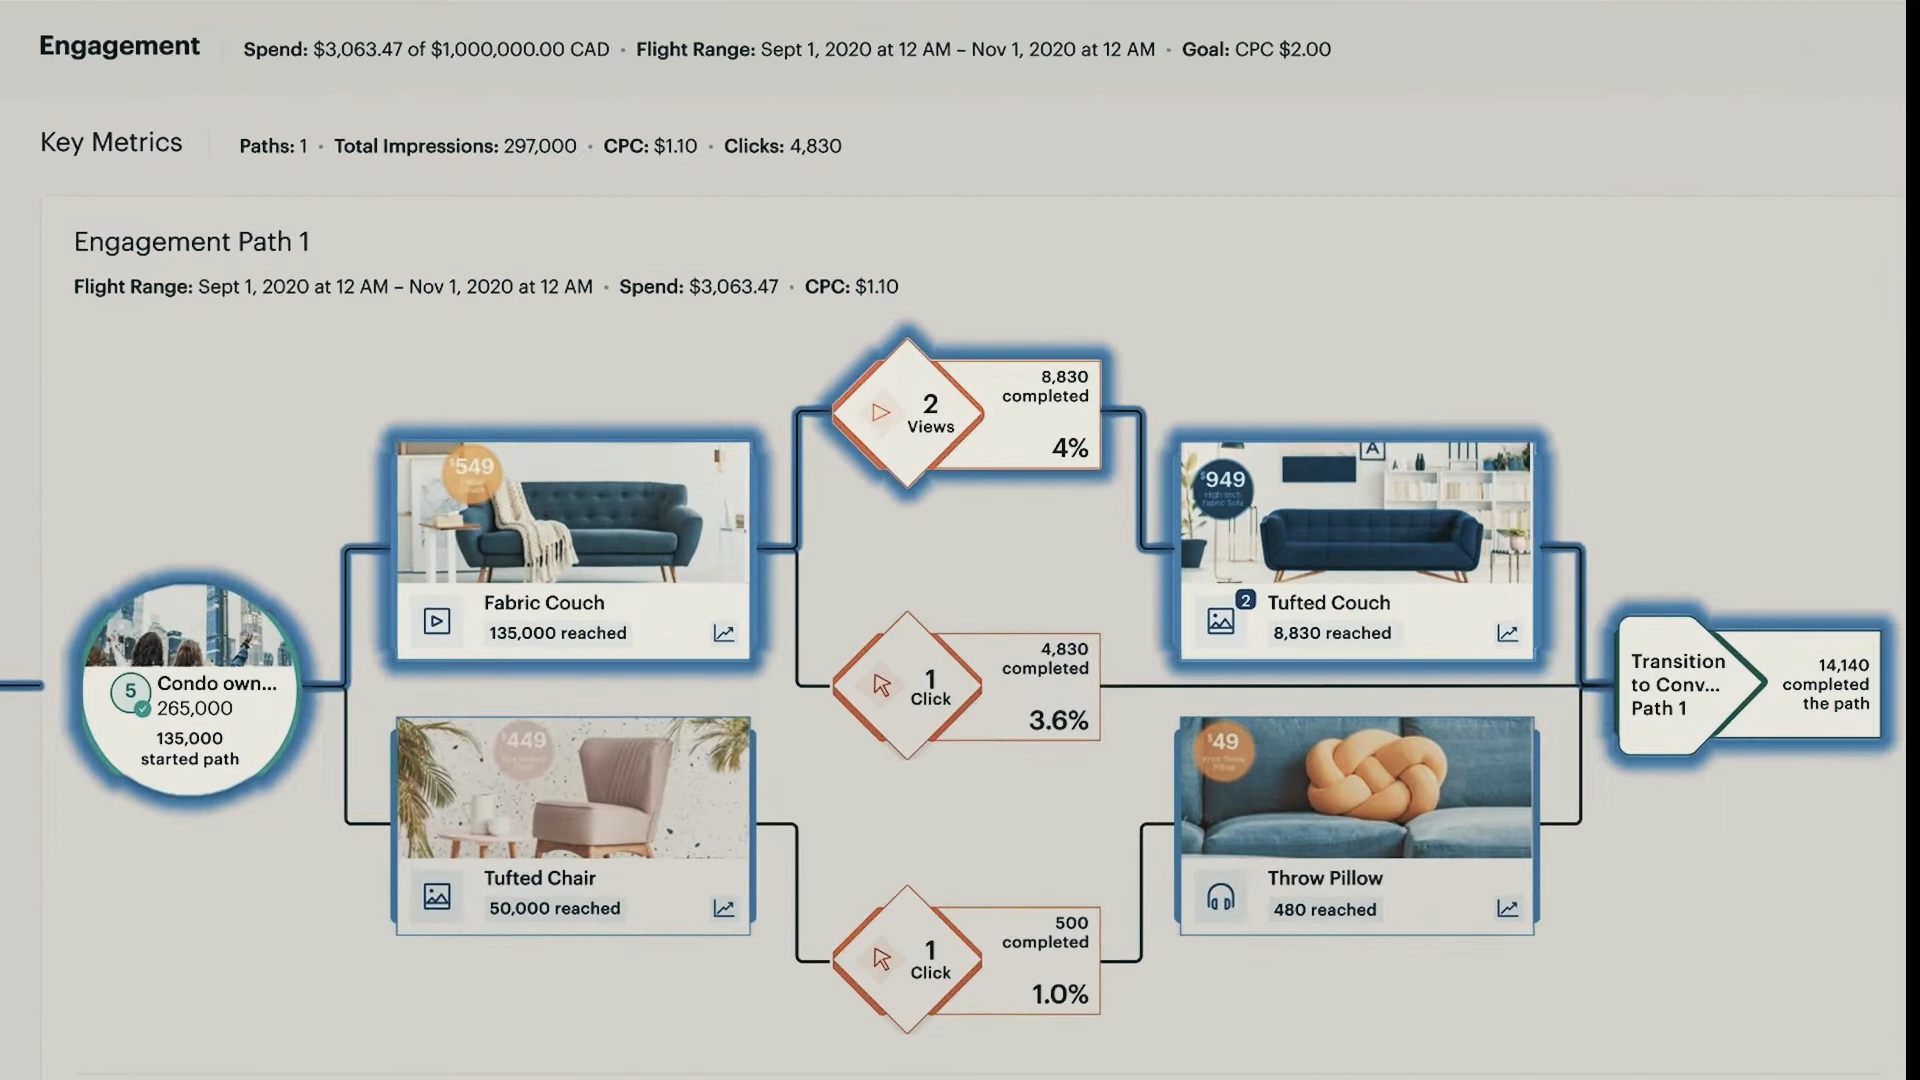 Engagement
Spend: $3,063.47 of $1,000,000.00 CAD • Flight Range: Sept 1, 2020 at 12 AM – Nov 1, 2020 at 12 AM • Goal: CPC $2.00
Key Metrics
Paths: 1 • Total Impressions: 297,000 • CPC: $1.10 • Clicks: 4,830
Engagement Path 1
Flight Range: Sept 1, 2020 at 12 AM – Nov 1, 2020 at 12 AM • Spend: $3,063.47 • CPC: $1.10
5
Condo own...
265,000
135,000
started path
$549
Fabric Couch
135,000 reached
$449
Tufted Chair
50,000 reached
2
Views
8,830
completed
4%
1
Click
4,830
completed
3.6%
1
Click
500
completed
1.0%
A
$949
High-tech
Fabric Sofa
2
Tufted Couch
8,830 reached
$49
Throw Pillow
480 reached
Transition
to Conv...
Path 1
14,140
completed
the path